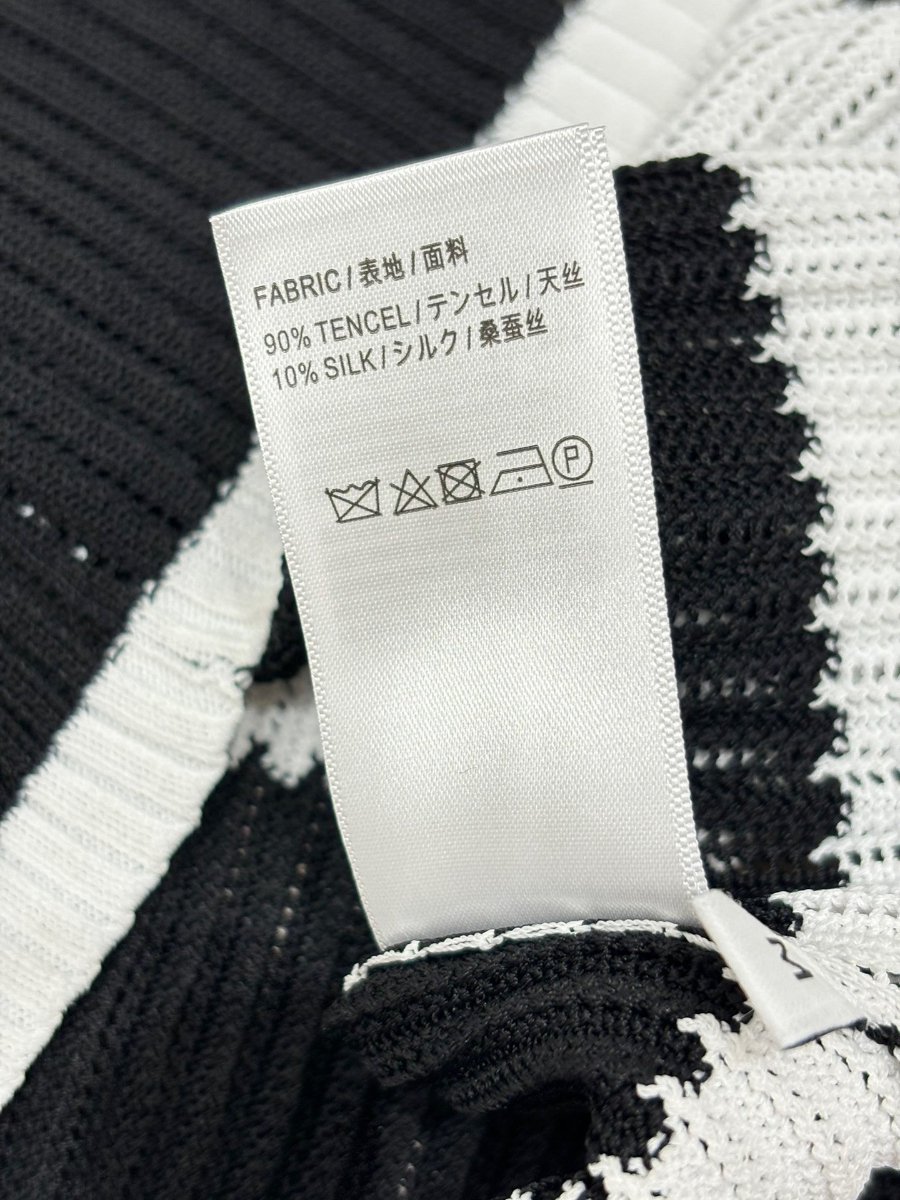 FABRIC / 表地 / 面料
90% TENCEL / テンセル / 天丝
10% SILK / シルク / 桑蚕丝
P